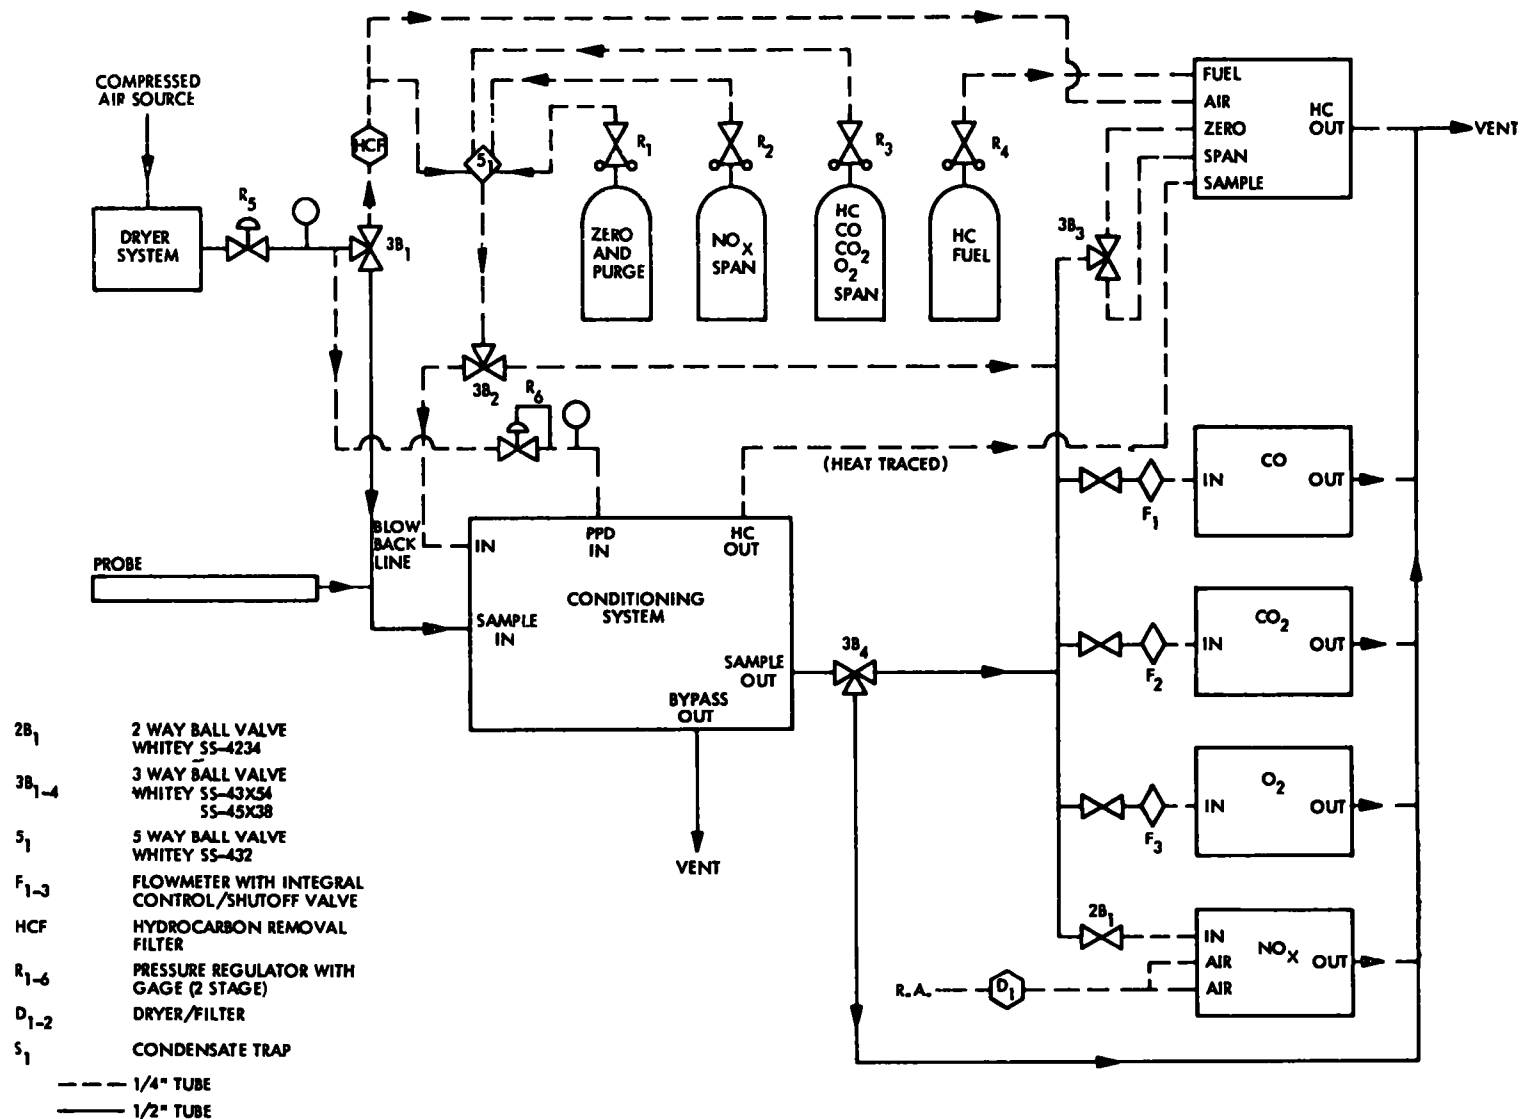 COMPRESSED
AIR SOURCE
DRYER
SYSTEM
R5
HCF
3B1
51
R1
R2
R3
R4
ZERO
AND
PURGE
NOX
SPAN
HC
CO
CO2
O2
SPAN
HC
FUEL
FUEL
AIR
ZERO
SPAN
SAMPLE
HC
OUT
VENT
3B3
3B2
R6
(HEAT TRACED)
BLOW
BACK
LINE
PROBE
IN
PPD
IN
HC
OUT
CONDITIONING
SYSTEM
SAMPLE
IN
SAMPLE
OUT
BYPASS
OUT
VENT
3B4
F1
IN
CO
OUT
F2
IN
CO2
OUT
F3
IN
O2
OUT
2B1
IN
AIR
AIR
NOX
OUT
R.A.
D1
2B1 2 WAY BALL VALVE
WHITEY SS-4234
3B1-4 3 WAY BALL VALVE
WHITEY SS-43X54
SS-45X38
51 5 WAY BALL VALVE
WHITEY SS-432
F1-3 FLOWMETER WITH INTEGRAL
CONTROL/SHUTOFF VALVE
HCF HYDROCARBON REMOVAL
FILTER
R1-6 PRESSURE REGULATOR WITH
GAGE (2 STAGE)
D1-2 DRYER/FILTER
S1 CONDENSATE TRAP
1/4" TUBE
1/2" TUBE